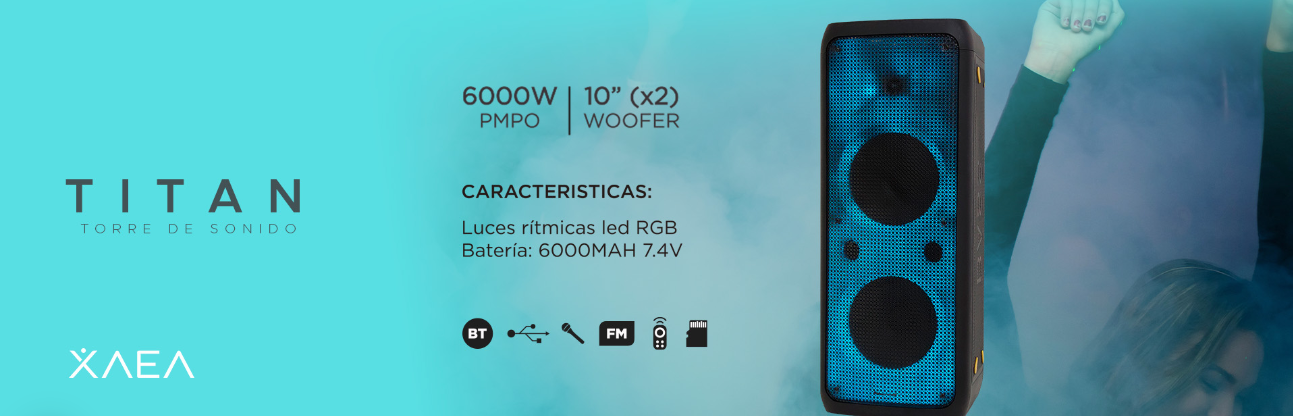 TITAN
TORRE DE SONIDO
XAEA
6000W
PMPO
10” (x2)
WOOFER
CARACTERISTICAS:
Luces rítmicas led RGB
Batería: 6000MAH 7.4V
BT
FM